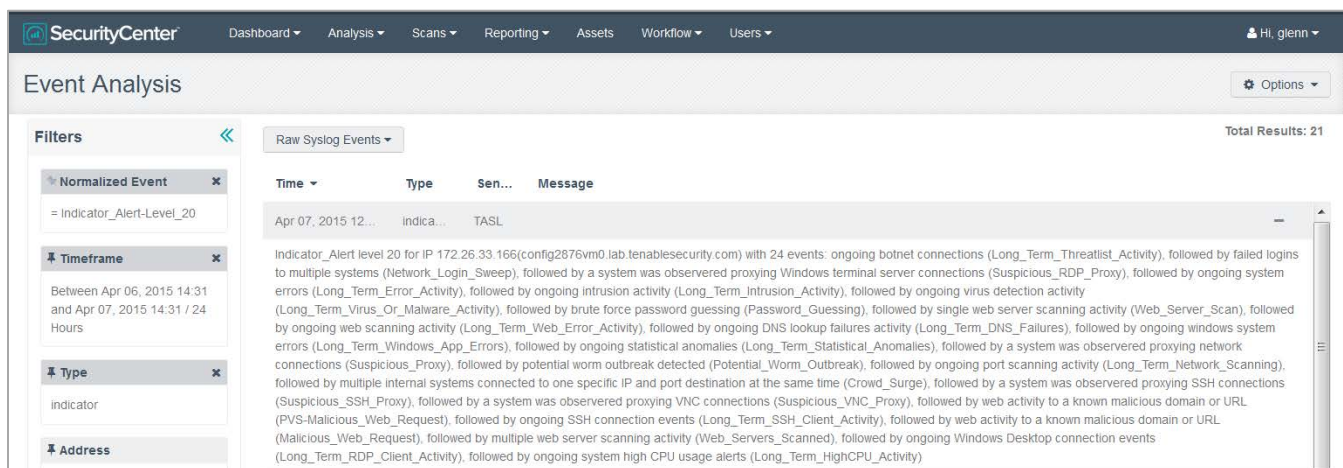 SecurityCenter Dashboard Analysis Scans Reporting Assets Workflow Users Hi, glenn
Event Analysis
Options
Filters
Raw Syslog Events
Total Results: 21
Normalized Event
= Indicator_Alert-Level_20
Timeframe
Between Apr 06, 2015 14:31
and Apr 07, 2015 14:31 / 24
Hours
Type
indicator
Address
Time Type Sen... Message
Apr 07, 2015 12... indica... TASL
Indicator_Alert level 20 for IP 172.26.33.166(config2876vm0.lab.tenablesecurity.com) with 24 events: ongoing botnet connections (Long_Term_Threatlist_Activity), followed by failed logins
to multiple systems (Network_Login_Sweep), followed by a system was observered proxying Windows terminal server connections (Suspicious_RDP_Proxy), followed by ongoing system
errors (Long_Term_Error_Activity), followed by ongoing intrusion activity (Long_Term_Intrusion_Activity), followed by ongoing virus detection activity
(Long_Term_Virus_Or_Malware_Activity), followed by brute force password guessing (Password_Guessing), followed by single web server scanning activity (Web_Server_Scan), followed
by ongoing web scanning activity (Long_Term_Web_Error_Activity), followed by ongoing DNS lookup failures activity (Long_Term_DNS_Failures), followed by ongoing windows system
errors (Long_Term_Windows_App_Errors), followed by ongoing statistical anomalies (Long_Term_Statistical_Anomalies), followed by a system was observered proxying network
connections (Suspicious_Proxy), followed by potential worm outbreak detected (Potential_Worm_Outbreak), followed by ongoing port scanning activity (Long_Term_Network_Scanning),
followed by multiple internal systems connected to one specific IP and port destination at the same time (Crowd_Surge), followed by a system was observered proxying SSH connections
(Suspicious_SSH_Proxy), followed by a system was observered proxying VNC connections (Suspicious_VNC_Proxy), followed by web activity to a known malicious domain or URL
(PVS-Malicious_Web_Request), followed by ongoing SSH connection events (Long_Term_SSH_Client_Activity), followed by web activity to a known malicious domain or URL
(Malicious_Web_Request), followed by multiple web server scanning activity (Web_Servers_Scanned), followed by ongoing Windows Desktop connection events
(Long_Term_RDP_Client_Activity), followed by ongoing system high CPU usage alerts (Long_Term_HighCPU_Activity)